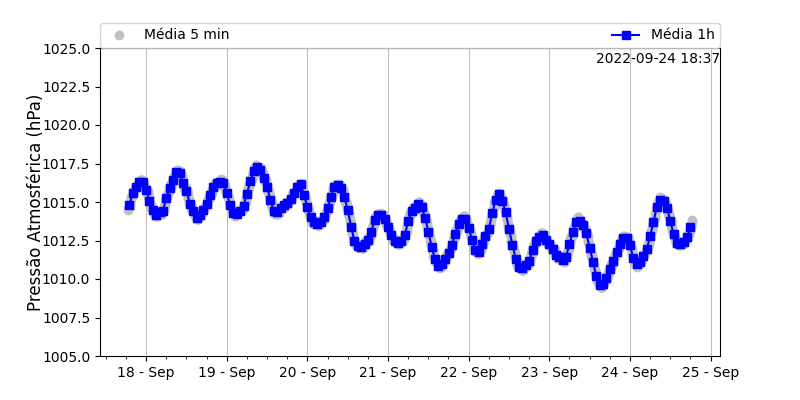 Média 5 min
Média 1h
2022-09-24 18:37
Pressão Atmosférica (hPa)
1025.0
1022.5
1020.0
1017.5
1015.0
1012.5
1010.0
1007.5
1005.0
18 - Sep
19 - Sep
20 - Sep
21 - Sep
22 - Sep
23 - Sep
24 - Sep
25 - Sep